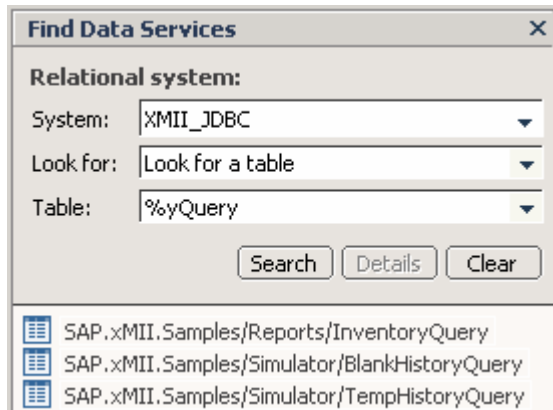 Find Data Services
Relational system:
System: XMII_JDBC
Look for: Look for a table
Table: %yQuery
Search Details Clear
SAP.xMII.Samples/Reports/InventoryQuery
SAP.xMII.Samples/Simulator/BlankHistoryQuery
SAP.xMII.Samples/Simulator/TempHistoryQuery